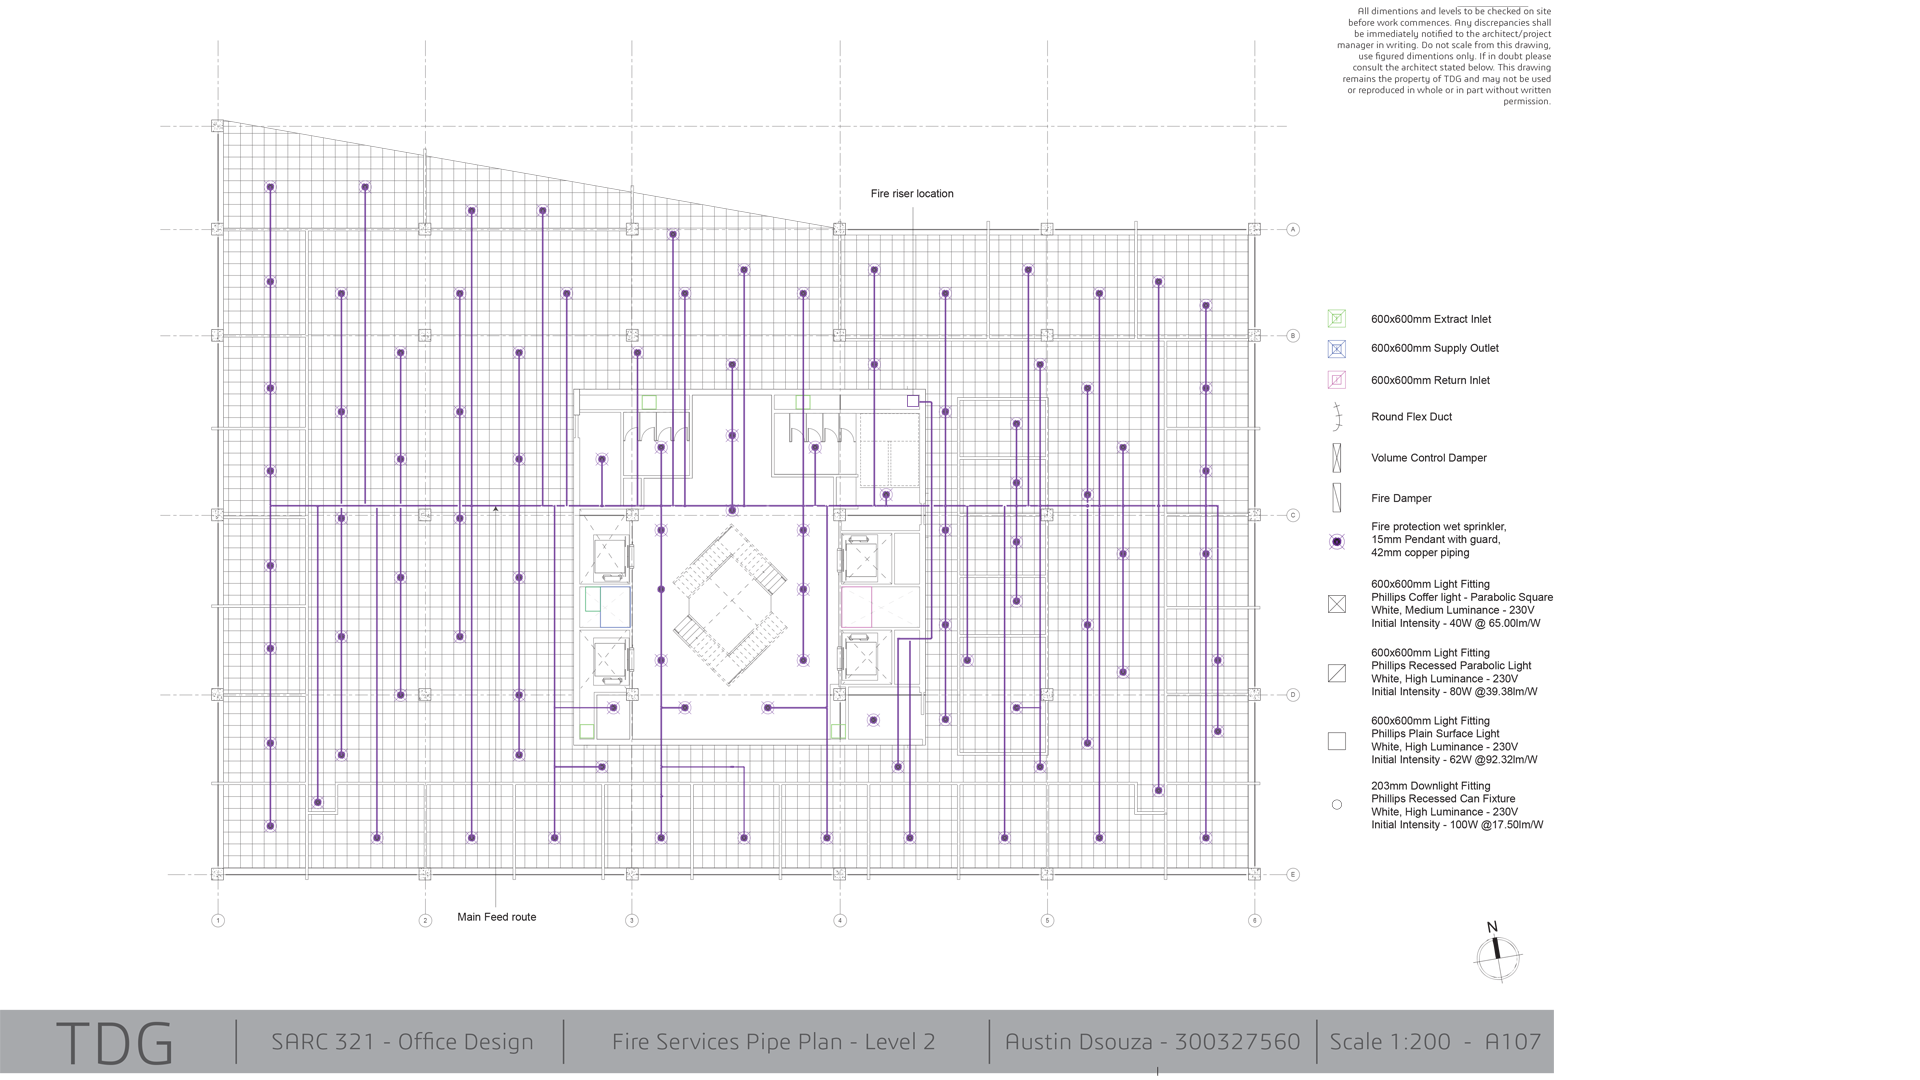 All dimentions and levels to be checked on site
before work commences. Any discrepancies shall
be immediately notified to the architect/project
manager in writing. Do not scale from this drawing,
use figured dimentions only. If in doubt please
consult the architect stated below. This drawing
remains the property of TDG and may not be used
or reproduced in whole or in part without written
permission.
Fire riser location
A
B
C
D
E
600x600mm Extract Inlet
600x600mm Supply Outlet
600x600mm Return Inlet
Round Flex Duct
Volume Control Damper
Fire Damper
Fire protection wet sprinkler,
15mm Pendant with guard,
42mm copper piping
600x600mm Light Fitting
Phillips Coffer light - Parabolic Square
White, Medium Luminance - 230V
Initial Intensity - 40W @ 65.00lm/W
600x600mm Light Fitting
Phillips Recessed Parabolic Light
White, High Luminance - 230V
Initial Intensity - 80W @39.38lm/W
600x600mm Light Fitting
Phillips Plain Surface Light
White, High Luminance - 230V
Initial Intensity - 62W @92.32lm/W
203mm Downlight Fitting
Phillips Recessed Can Fixture
White, High Luminance - 230V
Initial Intensity - 100W @17.50lm/W
Main Feed route
1 2 3 4 5 6
N
TDG SARC 321 - Office Design Fire Services Pipe Plan - Level 2 Austin Dsouza - 300327560 Scale 1:200 - A107